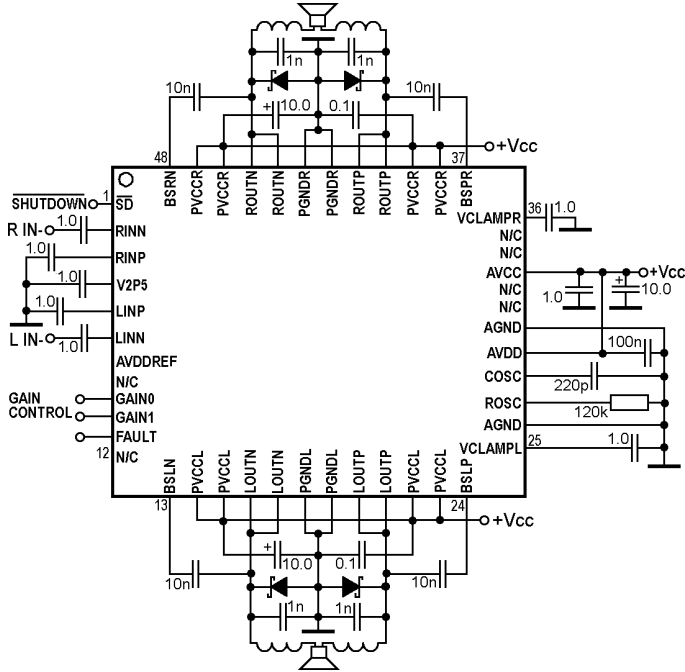 1n 1n
10n 10n
+ 10.0 0.1
+Vcc
48 37
BSRN PVCCR PVCCR ROUTN ROUTN PGNDR PGNDR ROUTP ROUTP PVCCR PVCCR BSPR
SHUTDOWN 1 SD
R IN- 1.0 RINN
1.0 RINP
1.0 V2P5
1.0 LINP
L IN- 1.0 LINN
AVDDREF
N/C
GAIN CONTROL GAIN0
GAIN1
FAULT
12 N/C
VCLAMPR 36 1.0
N/C
N/C
AVCC +Vcc
N/C 1.0 + 10.0
N/C
AGND
AVDD 100n
COSC 220p
ROSC 120k
AGND
VCLAMPL 25 1.0
BSLN PVCCL PVCCL LOUTN LOUTN PGNDL PGNDL LOUTP LOUTP PVCCL PVCCL BSLP
13 24
+Vcc
+ 10.0 0.1
10n 10n
1n 1n